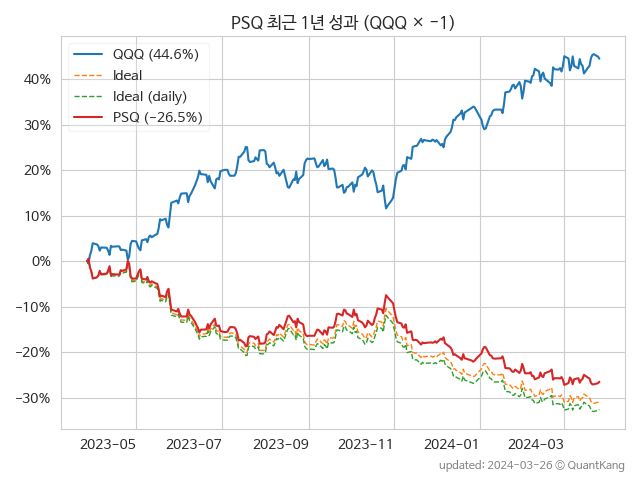 PSQ 최근 1년 성과 (QQQ × −1)
QQQ (44.6%)
Ideal
Ideal (daily)
PSQ (−26.5%)
40%
30%
20%
10%
0%
−10%
−20%
−30%
2023-05 2023-07 2023-09 2023-11 2024-01 2024-03
updated: 2024-03-26 ⓒ QuantKang